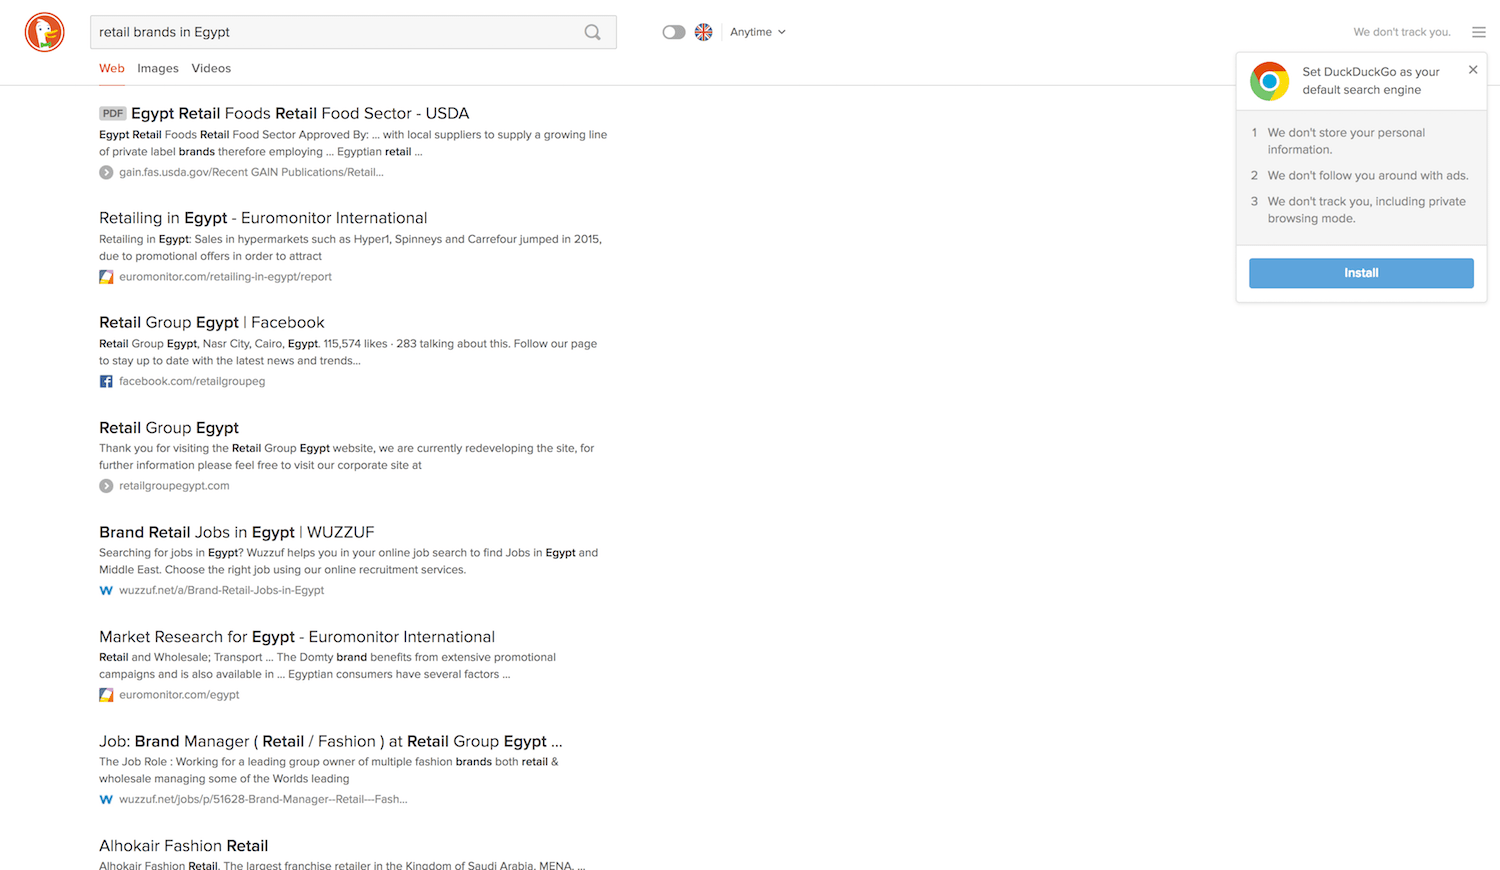 retail brands in Egypt
Anytime
We don't track you.
Web Images Videos
Set DuckDuckGo as your
default search engine
1 We don't store your personal
information.
2 We don't follow you around with ads.
3 We don't track you, including private
browsing mode.
Install
PDF Egypt Retail Foods Retail Food Sector - USDA
Egypt Retail Foods Retail Food Sector Approved By: ... with local suppliers to supply a growing line
of private label brands therefore employing ... Egyptian retail ...
gain.fas.usda.gov/Recent GAIN Publications/Retail...
Retailing in Egypt - Euromonitor International
Retailing in Egypt: Sales in hypermarkets such as Hyper1, Spinneys and Carrefour jumped in 2015,
due to promotional offers in order to attract
euromonitor.com/retailing-in-egypt/report
Retail Group Egypt | Facebook
Retail Group Egypt, Nasr City, Cairo, Egypt. 115,574 likes · 283 talking about this. Follow our page
to stay up to date with the latest news and trends...
facebook.com/retailgroupeg
Retail Group Egypt
Thank you for visiting the Retail Group Egypt website, we are currently redeveloping the site, for
further information please feel free to visit our corporate site at
retailgroupegypt.com
Brand Retail Jobs in Egypt | WUZZUF
Searching for jobs in Egypt? Wuzzuf helps you in your online job search to find Jobs in Egypt and
Middle East. Choose the right job using our online recruitment services.
wuzzuf.net/a/Brand-Retail-Jobs-in-Egypt
Market Research for Egypt - Euromonitor International
Retail and Wholesale; Transport ... The Domty brand benefits from extensive promotional
campaigns and is also available in ... Egyptian consumers have several factors ...
euromonitor.com/egypt
Job: Brand Manager ( Retail / Fashion ) at Retail Group Egypt ...
The Job Role : Working for a leading group owner of multiple fashion brands both retail &
wholesale managing some of the Worlds leading
wuzzuf.net/jobs/p/51628-Brand-Manager--Retail---Fash...
Alhokair Fashion Retail
Alhokair Fashion Retail. The largest franchise retailer in the Kingdom of Saudi Arabia, MENA, ...